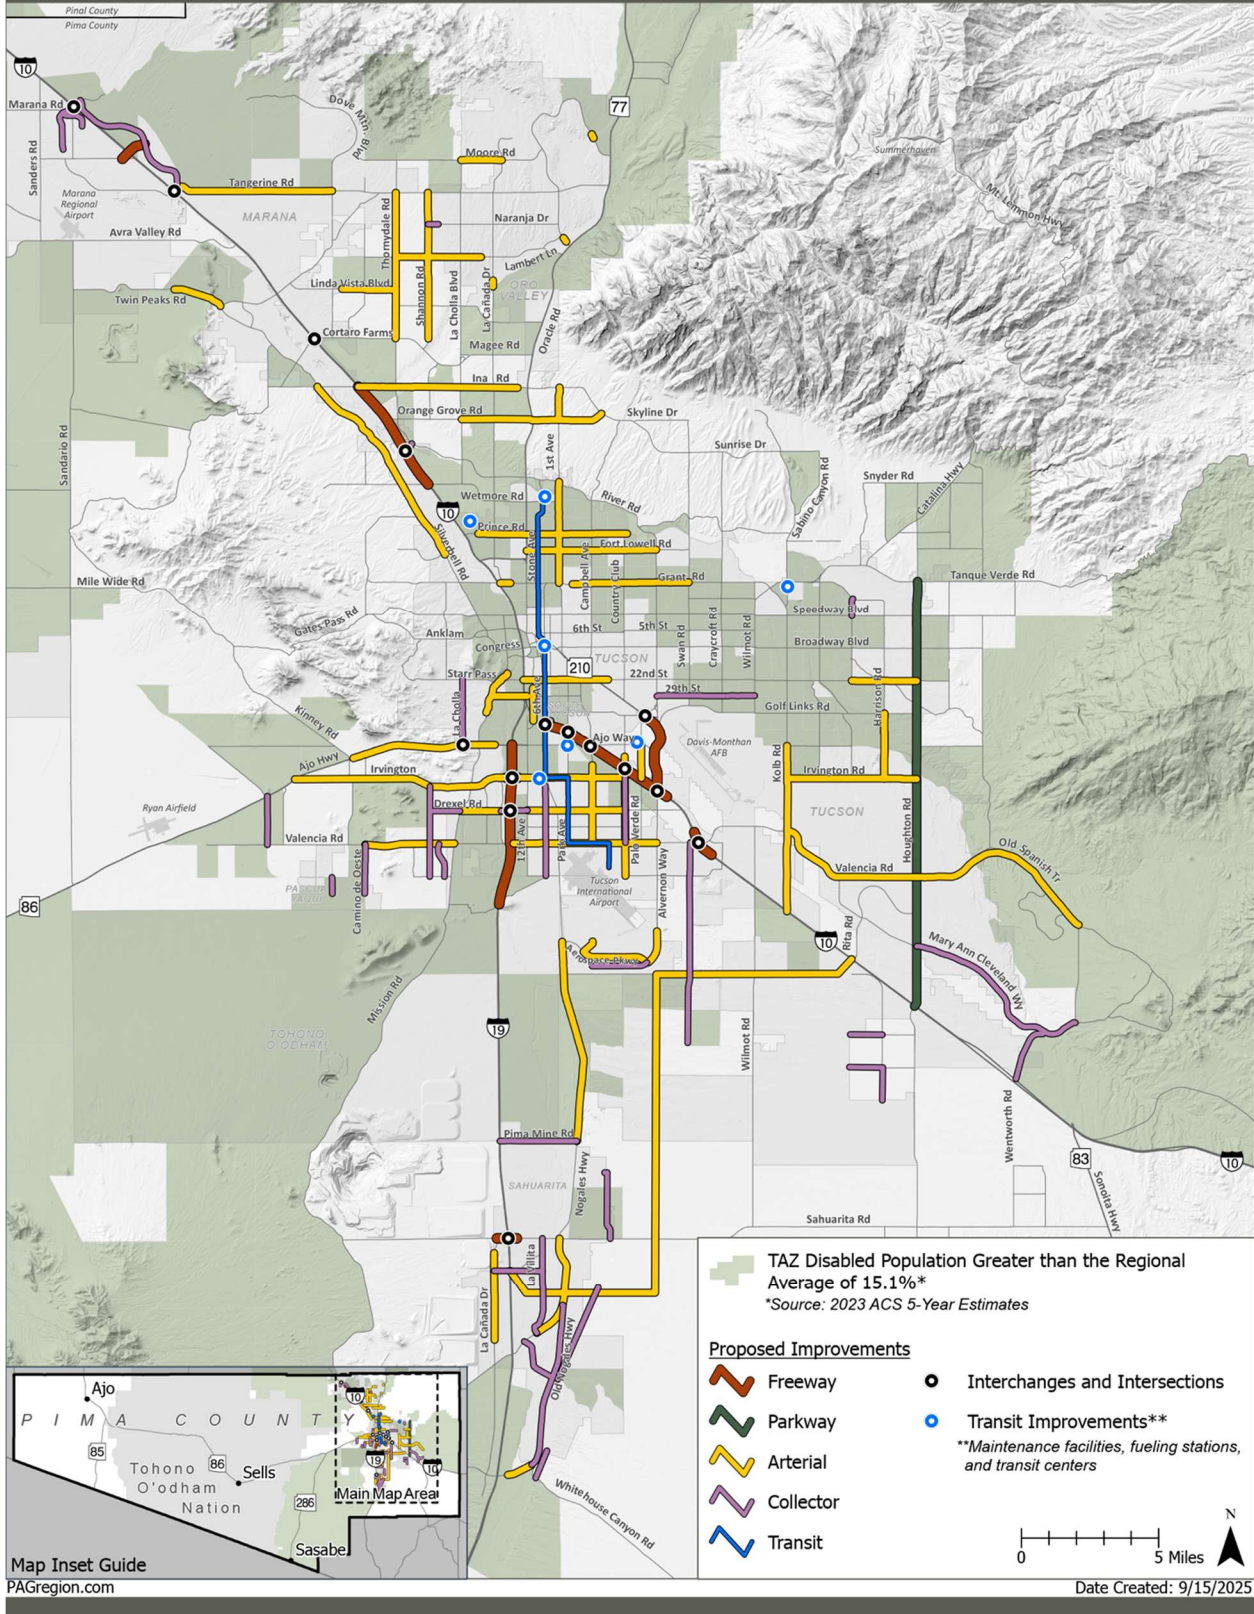 Pinal County
Pima County
10
Marana Rd
Dove Mtn. Blvd
77
Sanders Rd
Moore Rd
Summerhaven
Tangerine Rd
Marana
Regional
Airport
MARANA
Thornydale Rd
Naranja Dr
Mt. Lemmon Hwy
Avra Valley Rd
Lambert Ln
Linda Vista Blvd
Shannon Rd
La Cholla Blvd
La Cañada Dr
ORO
VALLEY
Twin Peaks Rd
Cortaro Farms
Magee Rd
Oracle Rd
Ina Rd
Orange Grove Rd
Skyline Dr
Sandario Rd
1st Ave
Sunrise Dr
Sabino Canyon Rd
Snyder Rd
Catalina Hwy
Wetmore Rd
River Rd
10
Prince Rd
Silverbell Rd
Stone Ave
Fort Lowell Rd
Campbell Ave
Country Club
Mile Wide Rd
Grant Rd
Tanque Verde Rd
Gates Pass Rd
Speedway Blvd
Anklam
6th St
5th St
Swan Rd
Craycroft Rd
Wilmot Rd
Broadway Blvd
Congress
TUCSON
210
Starr Pass
22nd St
29th St
Harrison Rd
6th Ave
La Cholla
Golf Links Rd
Kinney Rd
Ajo Way
Davis-Monthan
AFB
Ajo Hwy
Irvington
Kolb Rd
Irvington Rd
Ryan Airfield
Drexel Rd
TUCSON
Houghton Rd
Valencia Rd
12th Ave
Park Ave
Palo Verde Rd
Old Spanish Tr
Valencia Rd
PASCUA
YAQUI
Camino de Oeste
Tucson
International
Airport
Alvernon Way
86
10
Rita Rd
Aerospace Pkwy
Mary Ann Cleveland Wy
Mission Rd
19
TOHONO
O'ODHAM
Wilmot Rd
Wentworth Rd
Pima Mine Rd
83
10
Nogales Hwy
SAHUARITA
Sonoita Hwy
Sahuarita Rd
La Villita
La Cañada Dr
Old Nogales Hwy
Whitehouse Canyon Rd
TAZ Disabled Population Greater than the Regional
Average of 15.1%*
*Source: 2023 ACS 5-Year Estimates
Proposed Improvements
Freeway
Parkway
Arterial
Collector
Transit
Interchanges and Intersections
Transit Improvements**
**Maintenance facilities, fueling stations,
and transit centers
N
0 5 Miles
Ajo
PIMA COUNTY
10
85
86
Tohono
O'odham
Nation
Sells
19
10
286
Main Map Area
Sasabe
Map Inset Guide
PAGregion.com
Date Created: 9/15/2025